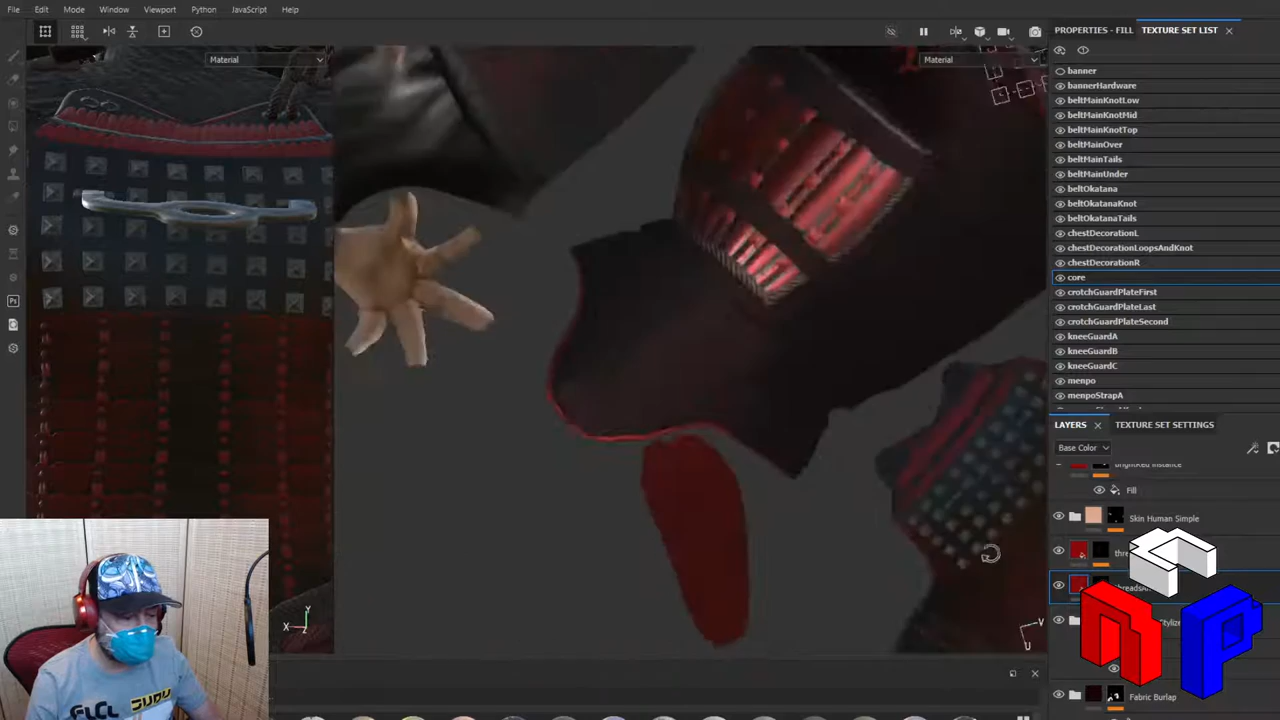 File Edit Mode Window Viewport Python JavaScript Help
Material
Material
PROPERTIES - FILL TEXTURE SET LIST
banner
bannerHardware
beltMainKnotLow
beltMainKnotMid
beltMainKnotTop
beltMainOver
beltMainTails
beltMainUnder
beltOkatana
beltOkatanaKnot
beltOkatanaTails
chestDecorationL
chestDecorationLoopsAndKnot
chestDecorationR
core
crotchGuardPlateFirst
crotchGuardPlateLast
crotchGuardPlateSecond
kneeGuardA
kneeGuardB
kneeGuardC
menpo
menpoStrapA
LAYERS TEXTURE SET SETTINGS
Base Color
Fill
Skin Human Simple
Fabric Burlap
Ps
Y
X
Z
V
U
FLCL
M P